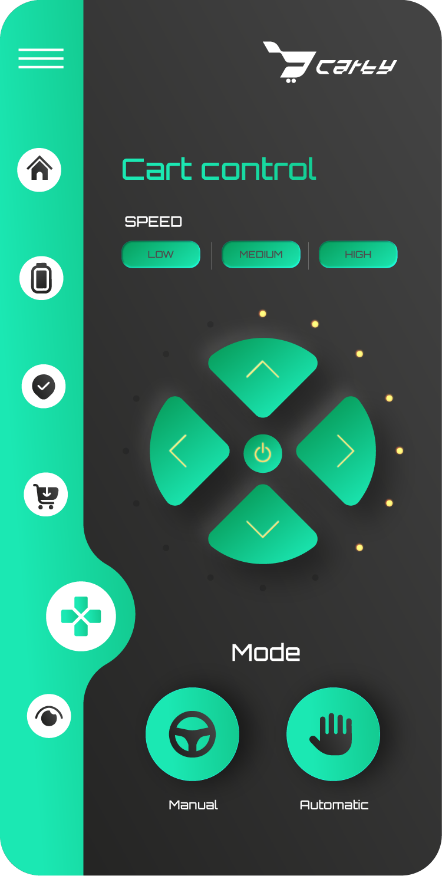 carty
Cart control
SPEED
LOW MEDIUM HIGH
Mode
Manual Automatic